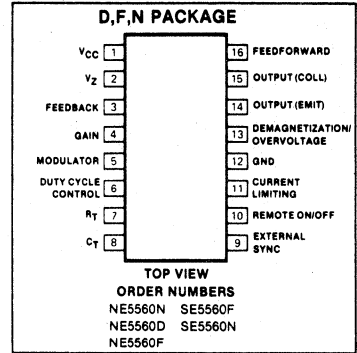 D,F,N PACKAGE
VCC 1
VZ 2
FEEDBACK 3
GAIN 4
MODULATOR 5
DUTY CYCLE
CONTROL 6
RT 7
CT 8
16 FEEDFORWARD
15 OUTPUT (COLL)
14 OUTPUT (EMIT)
13 DEMAGNETIZATION/
OVERVOLTAGE
12 GND
11 CURRENT
LIMITING
10 REMOTE ON/OFF
9 EXTERNAL
SYNC
TOP VIEW
ORDER NUMBERS
NE5560N SE5560F
NE5560D SE5560N
NE5560F